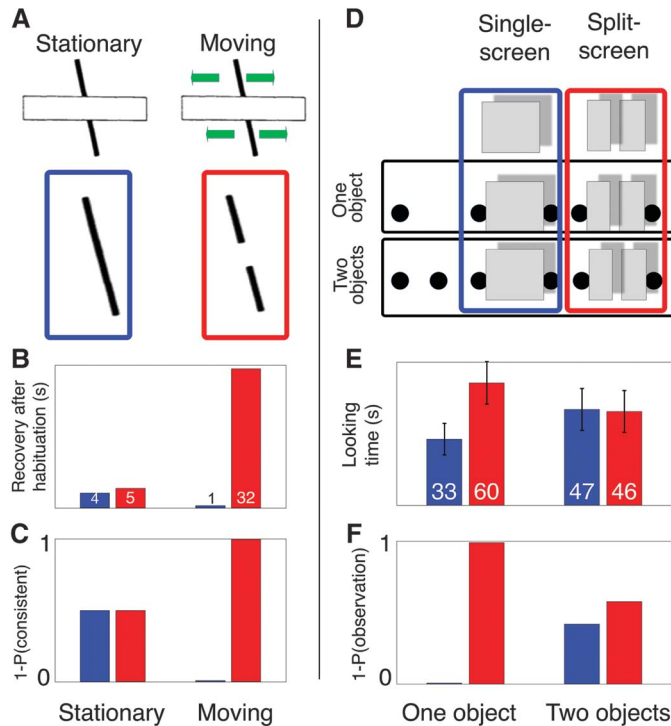 A
Stationary
Moving
B
Recovery after
habituation (s)
4
5
1
32
C
1-P(consistent)
1
0
Stationary
Moving
D
Single-
screen
Split-
screen
One
object
Two
objects
E
Looking
time (s)
33
60
47
46
F
1-P(observation)
1
0
One object
Two objects